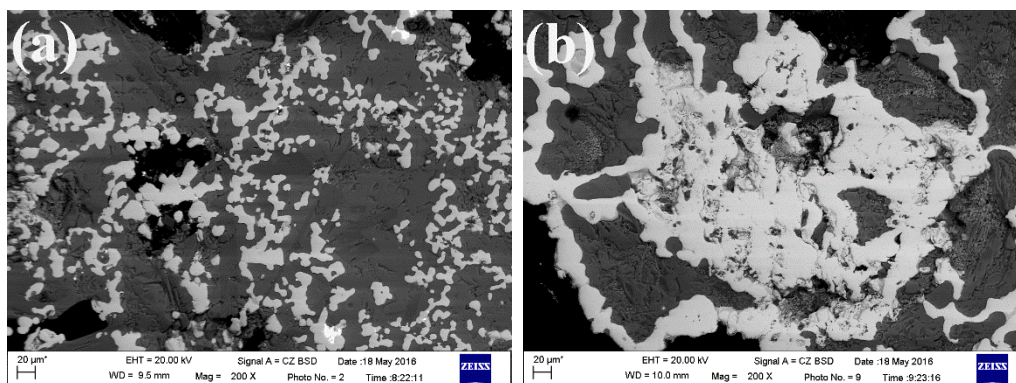 (a)
20 µm*
EHT = 20.00 kV
Signal A = CZ BSD
Date :18 May 2016
WD = 9.5 mm
Mag = 200 X
Photo No. = 2
Time :8:22:11
ZEISS
(b)
20 µm*
EHT = 20.00 kV
Signal A = CZ BSD
Date :18 May 2016
WD = 10.0 mm
Mag = 200 X
Photo No. = 9
Time :9:23:16
ZEISS